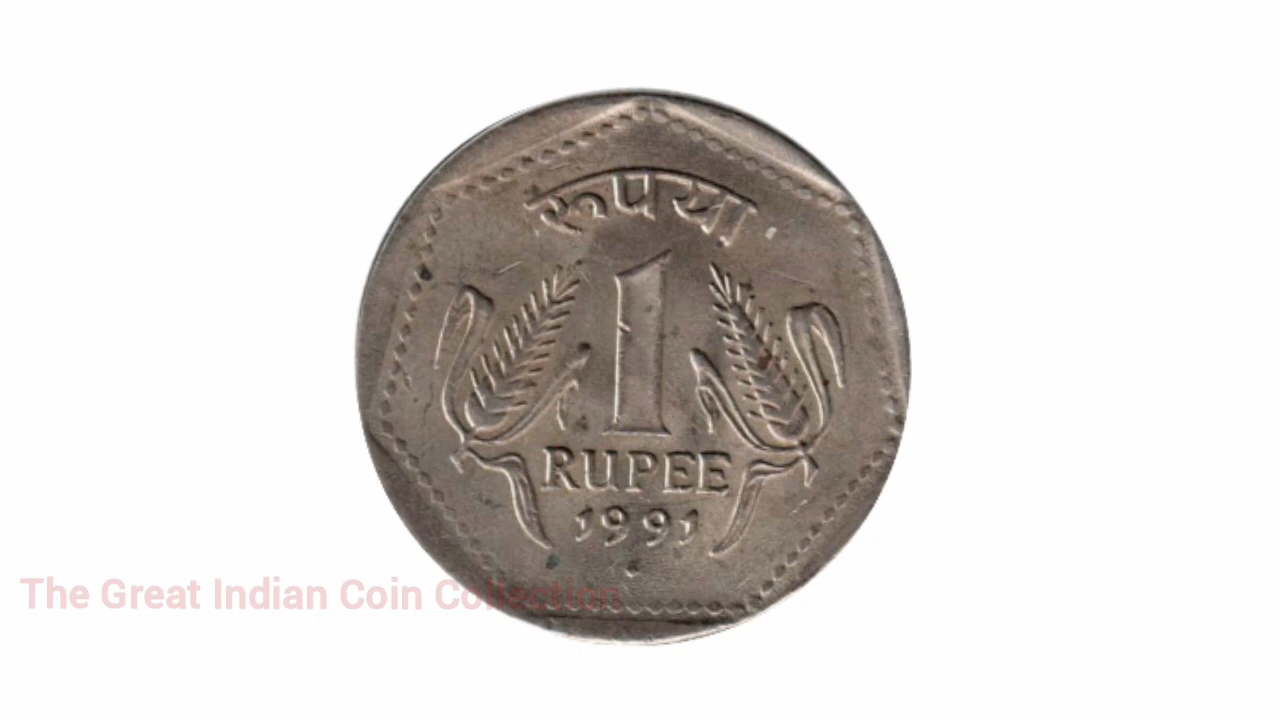 रूपया
1
RUPEE
1991
The Great Indian Coin Collection